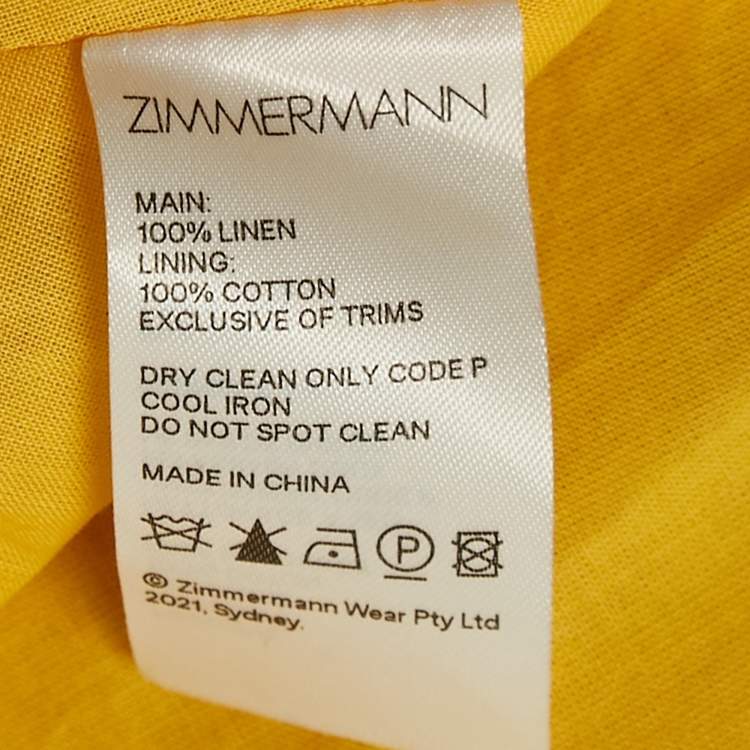 ZIMMERMANN
MAIN:
100% LINEN
LINING:
100% COTTON
EXCLUSIVE OF TRIMS
DRY CLEAN ONLY CODE P
COOL IRON
DO NOT SPOT CLEAN
MADE IN CHINA
P
© Zimmermann Wear Pty Ltd
2021, Sydney.